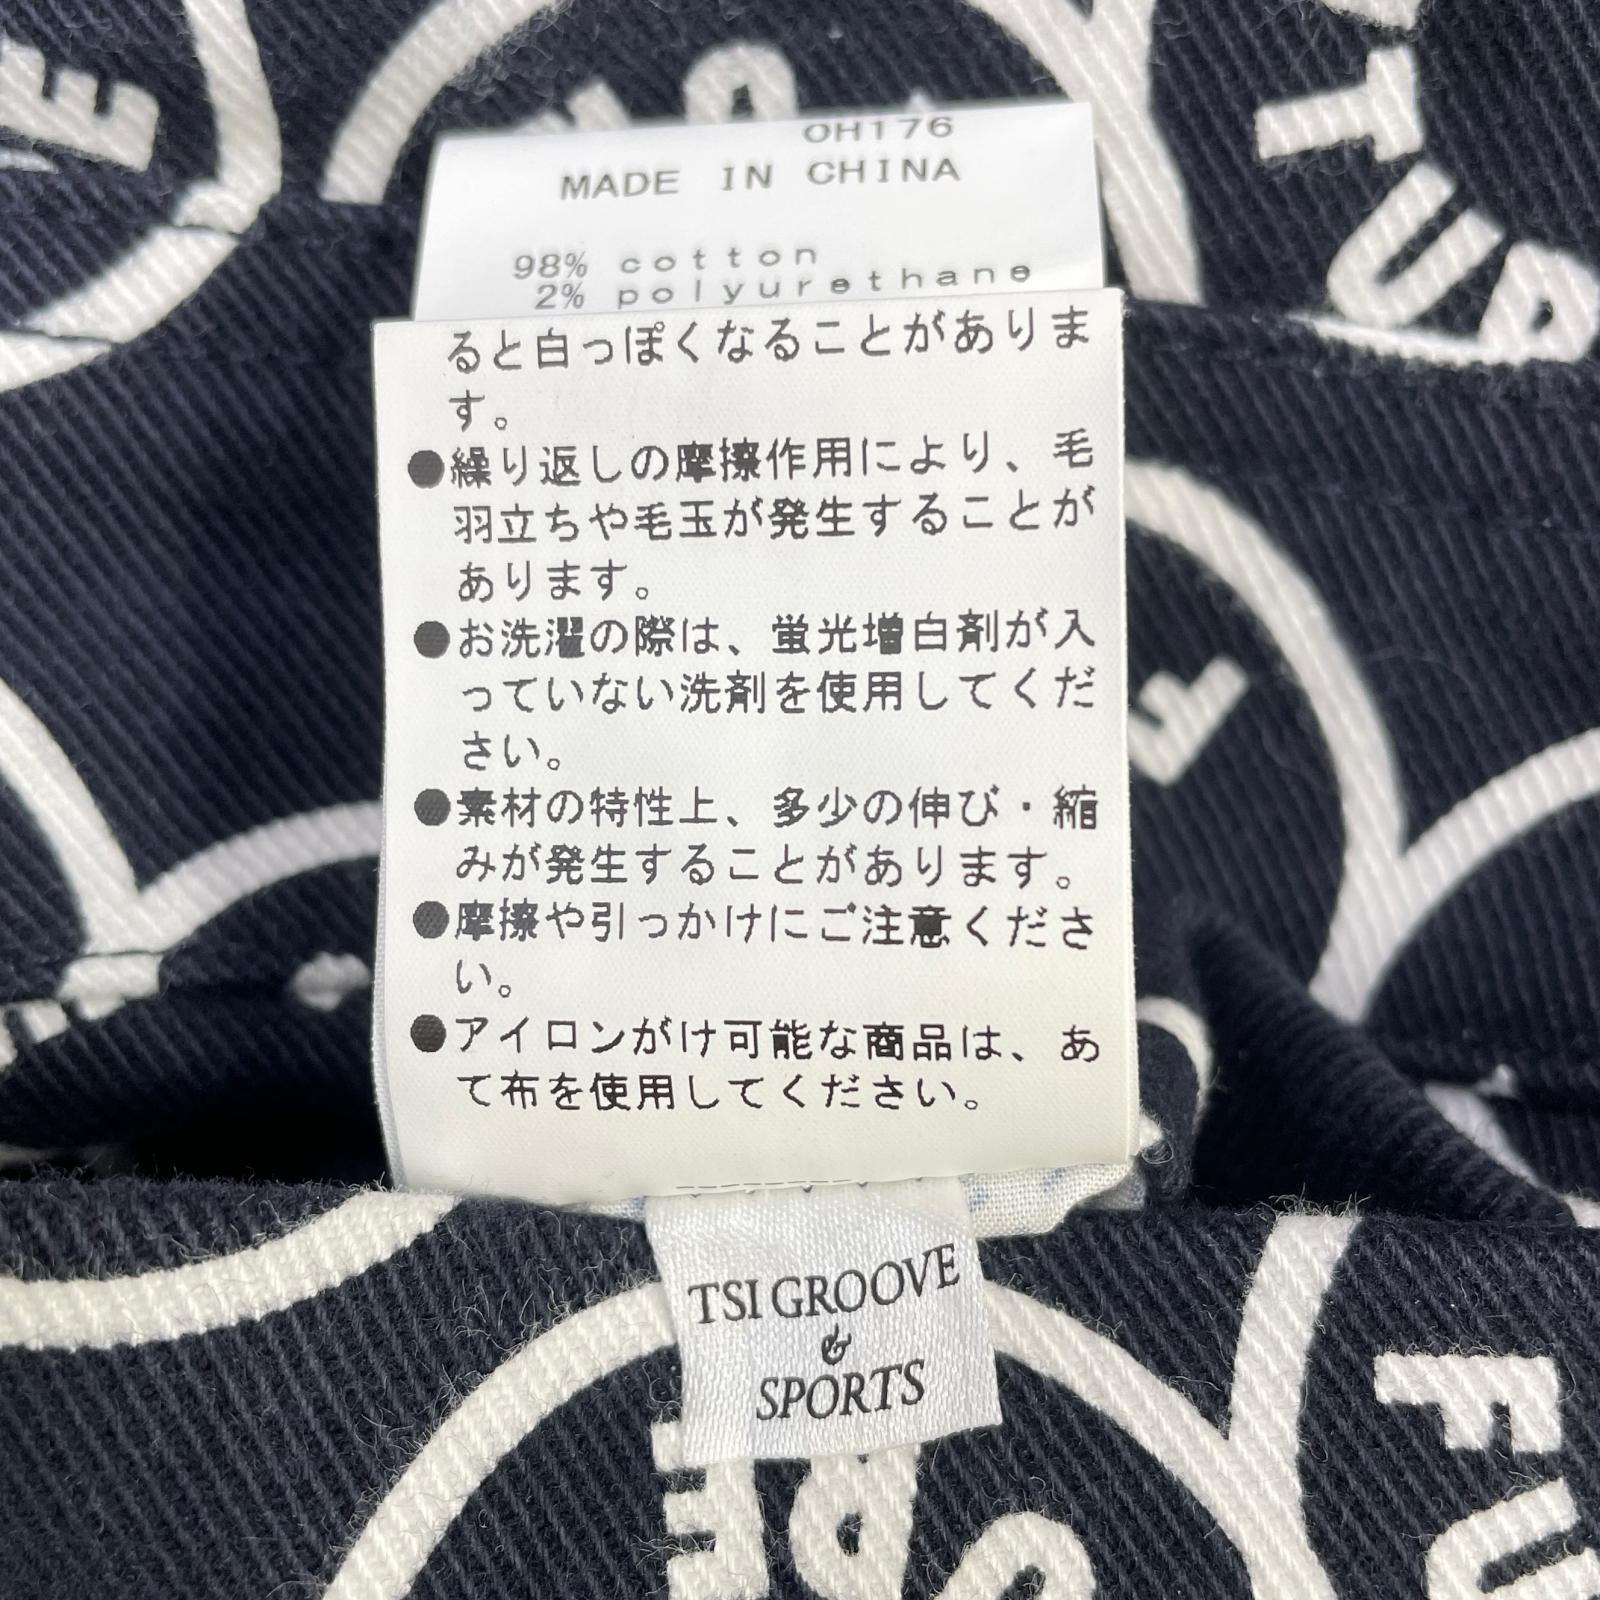 OH176
MADE IN CHINA
98% cotton
2% polyurethane
ると白っぽくなることがありま
す。
●繰り返しの摩擦作用により、毛
羽立ちや毛玉が発生することが
あります。
●お洗濯の際は、蛍光増白剤が入
っていない洗剤を使用してくだ
さい。
●素材の特性上、多少の伸び・縮
みが発生することがあります。
●摩擦や引っかけにご注意くださ
い。
●アイロンがけ可能な商品は、あ
て布を使用してください。
TSI GROOVE
&
SPORTS